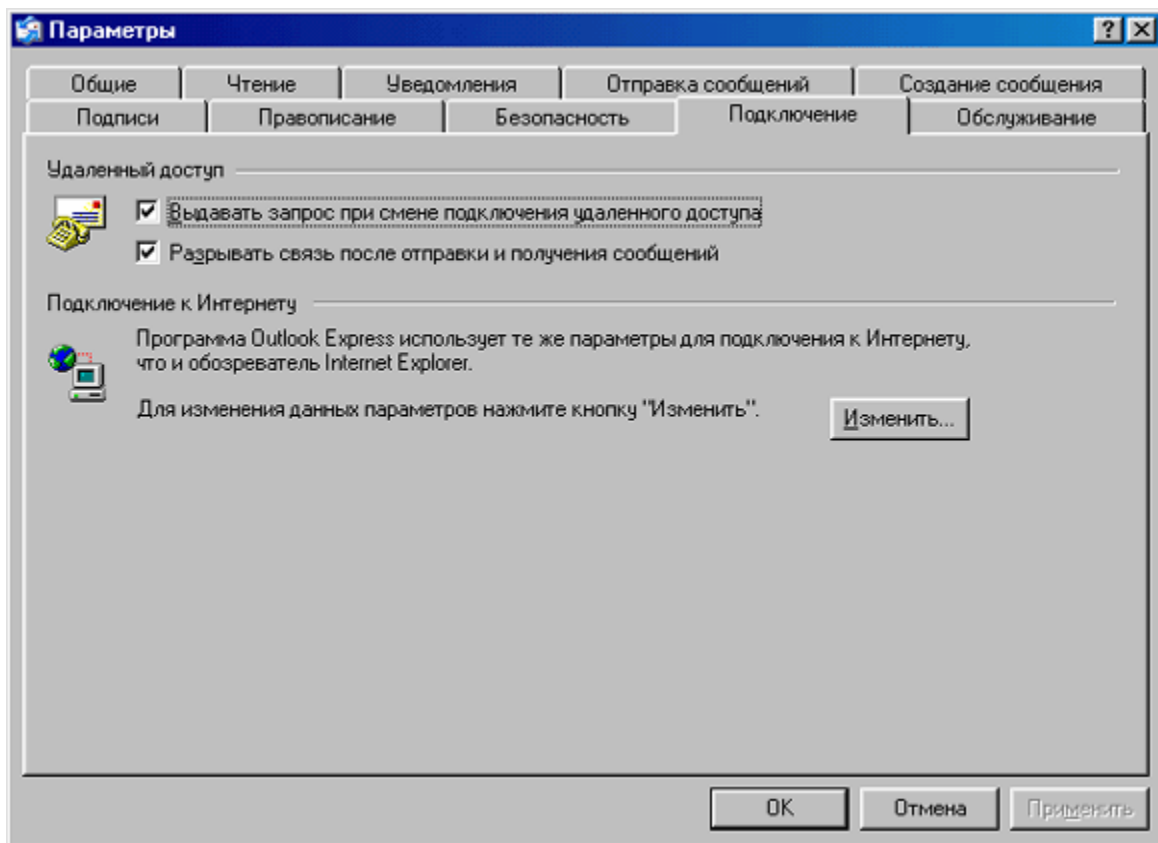 Параметры
Общие Чтение Уведомления Отправка сообщений Создание сообщения
Подписи Правописание Безопасность Подключение Обслуживание
Удаленный доступ
Выдавать запрос при смене подключения удаленного доступа
Разрывать связь после отправки и получения сообщений
Подключение к Интернету
Программа Outlook Express использует те же параметры для подключения к Интернету,
что и обозреватель Internet Explorer.
Для изменения данных параметров нажмите кнопку "Изменить". Изменить...
OK Отмена Применить